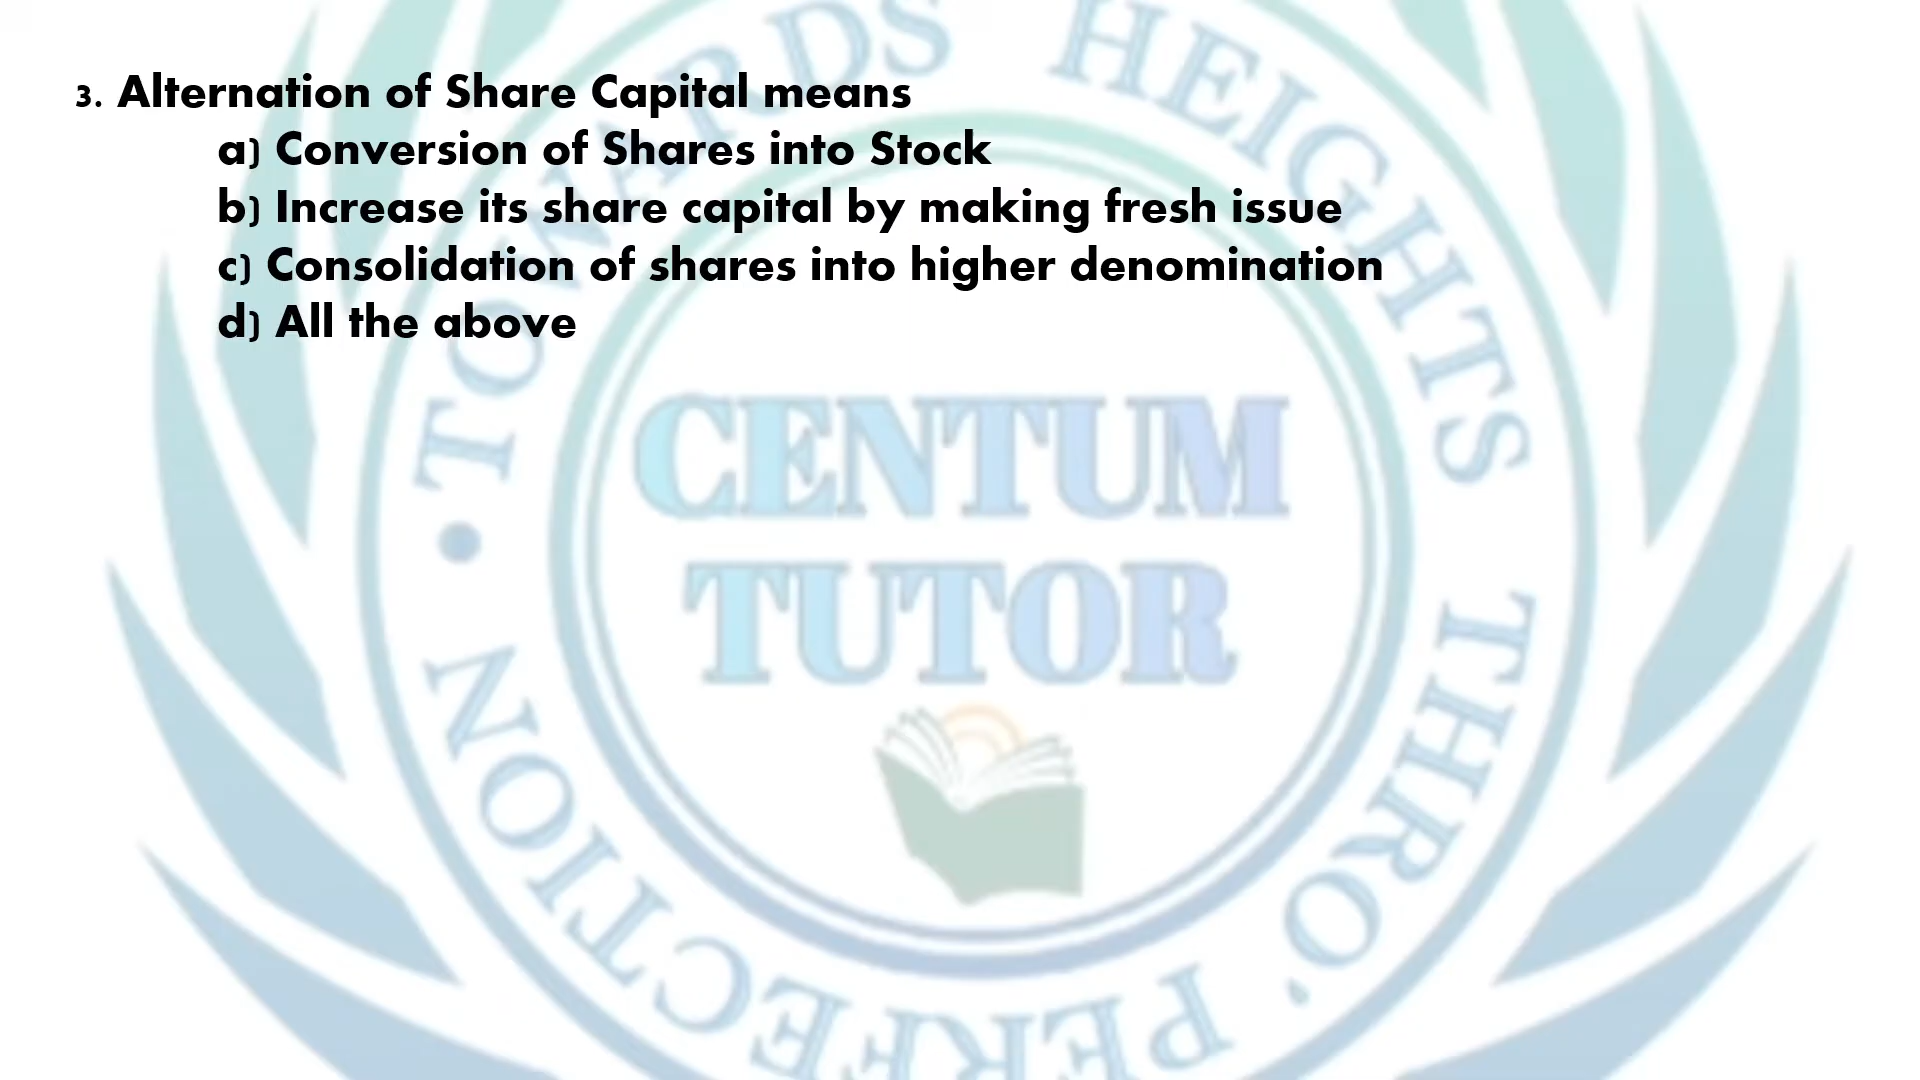 3. Alternation of Share Capital means
a) Conversion of Shares into Stock
b) Increase its share capital by making fresh issue
c) Consolidation of shares into higher denomination
d) All the above
• TOWARDS HEIGHTS THRO' PERFECTION
CENTUM
TUTOR